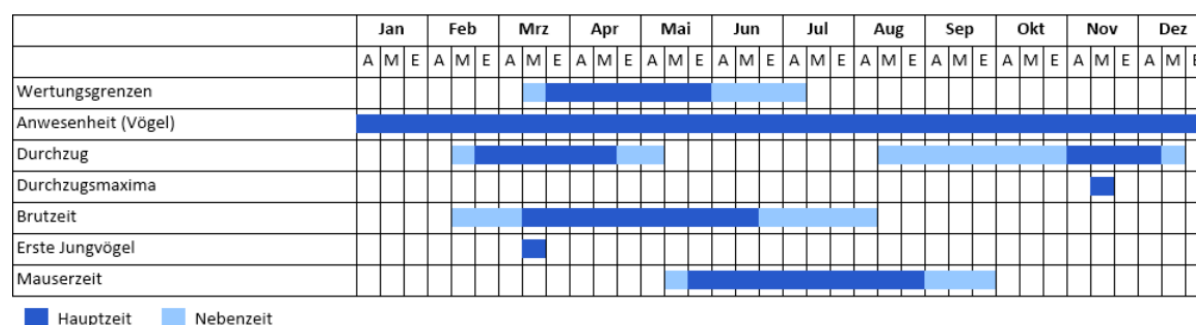 Jan Feb Mrz Apr Mai Jun Jul Aug Sep Okt Nov Dez
A M E A M E A M E A M E A M E A M E A M E A M E A M E A M E A M E A M E
Wertungsgrenzen
Anwesenheit (Vögel)
Durchzug
Durchzugsmaxima
Brutzeit
Erste Jungvögel
Mauserzeit
Hauptzeit Nebenzeit